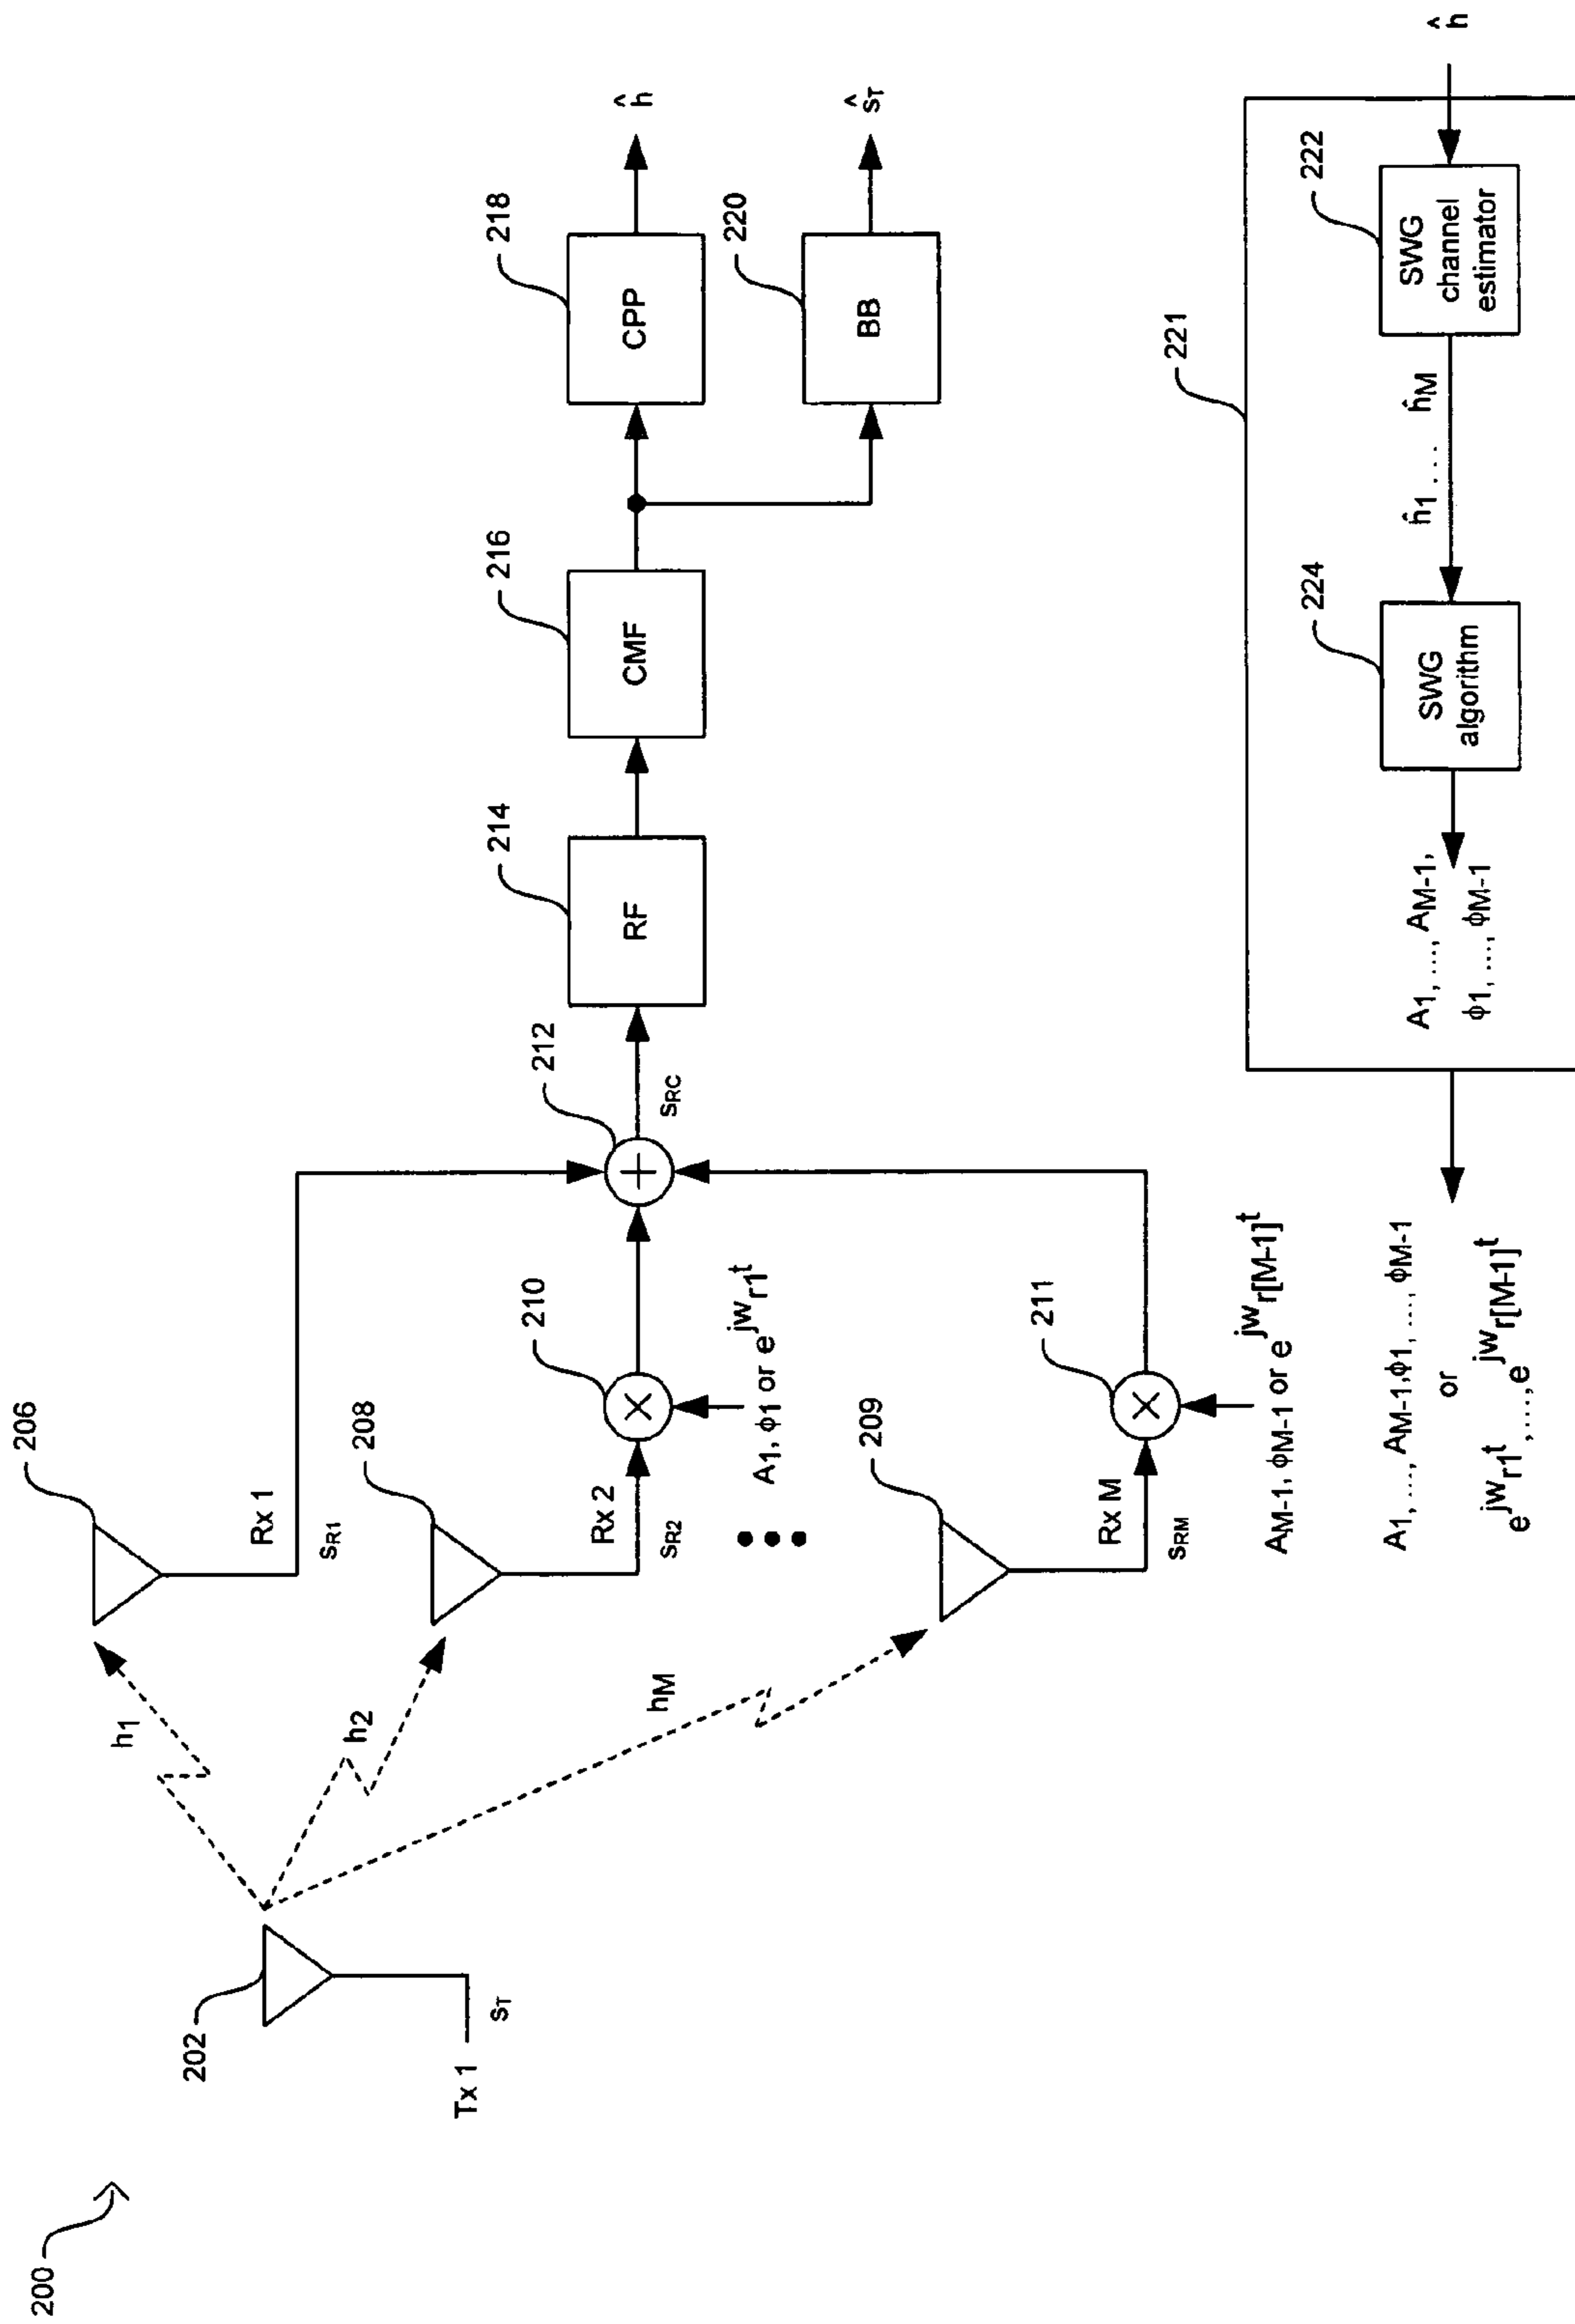 200
202
Tx 1
sT
h1
h2
hM
206
Rx 1
sR1
208
Rx 2
sR2
210
A1, ϕ1 or e^jwr1t
209
Rx M
sRM
211
AM-1, ϕM-1 or e^jwr[M-1]t
212
+
sRC
214
RF
216
CMF
218
CPP
ĥ
220
BB
ŝT
221
A1, ..., AM-1,ϕ1, ..., ϕM-1
or
e^jwr1t,...,e^jwr[M-1]t
A1, ..., AM-1,
ϕ1, ..., ϕM-1
224
SWG
algorithm
ĥ1 ... ĥM
222
SWG
channel
estimator
ĥ